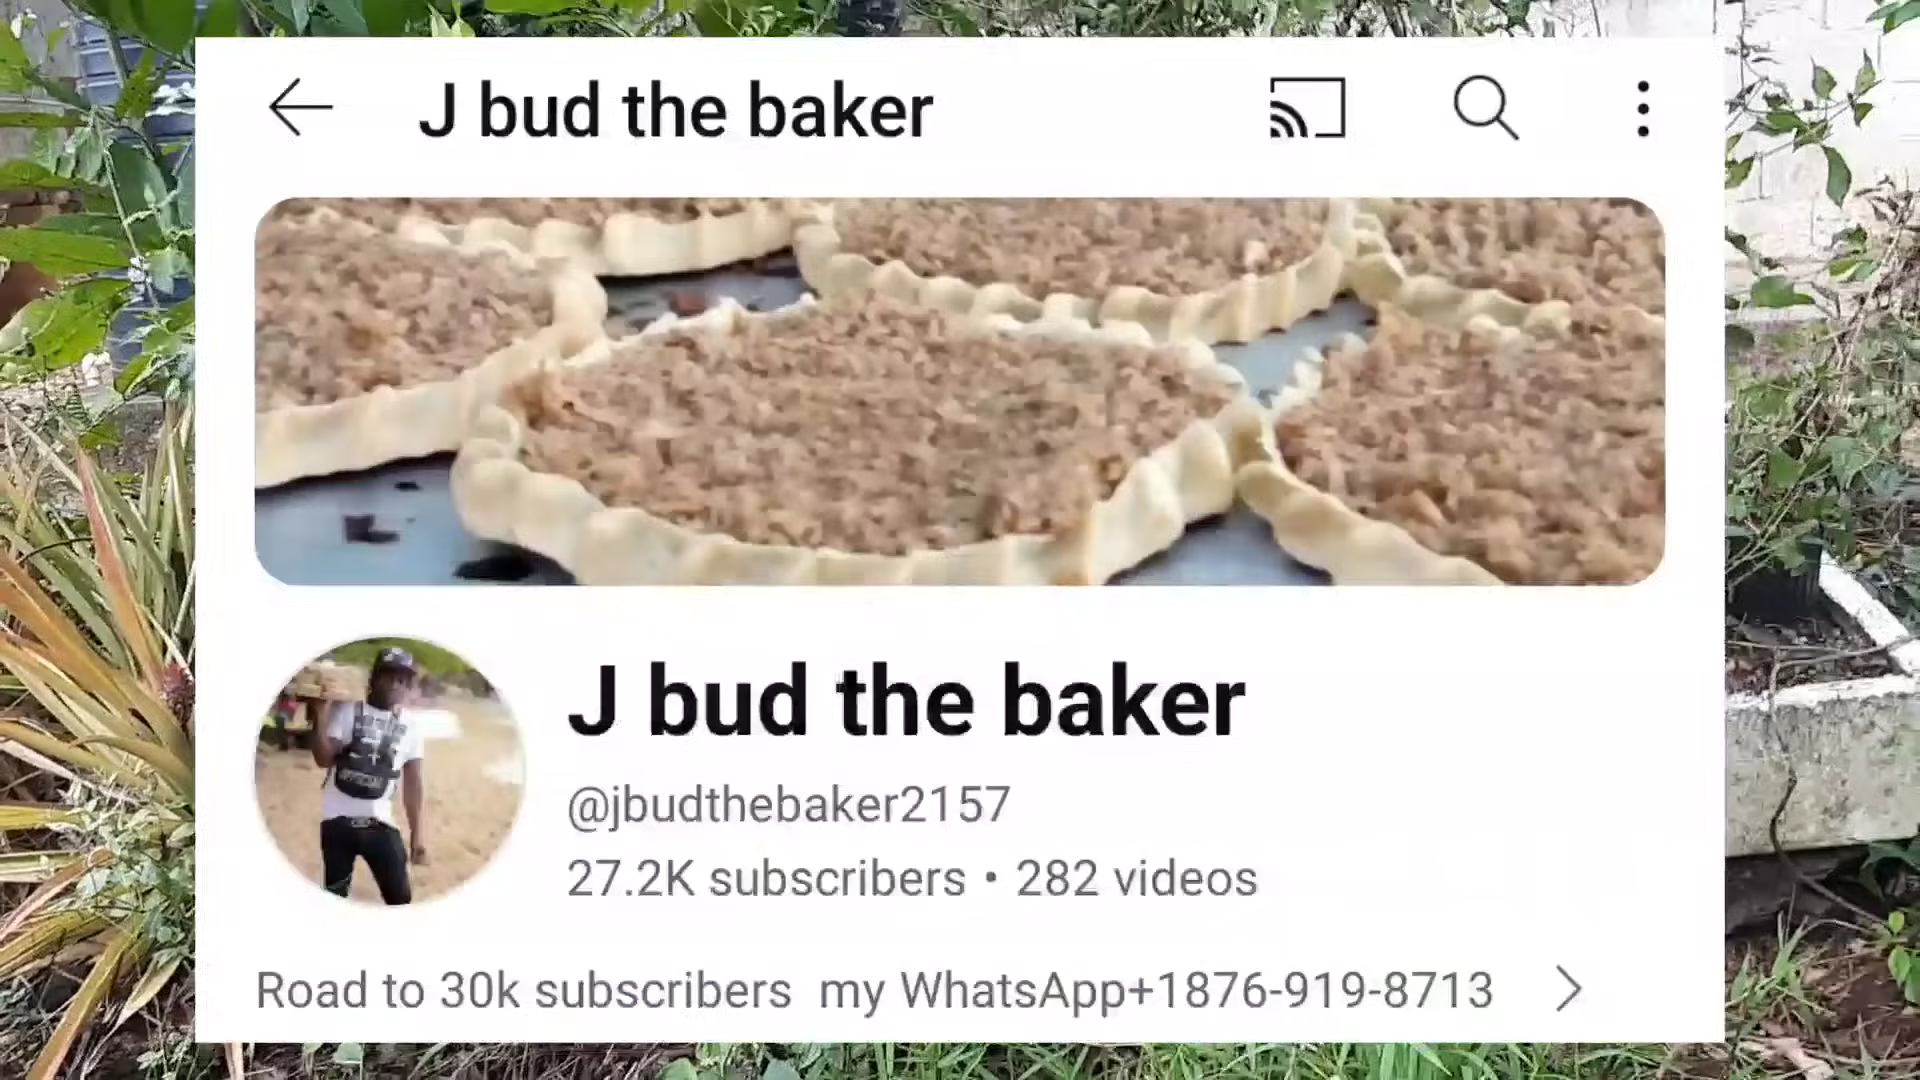 J bud the baker
J bud the baker
@jbudthebaker2157
27.2K subscribers • 282 videos
Road to 30k subscribers my WhatsApp+1876-919-8713